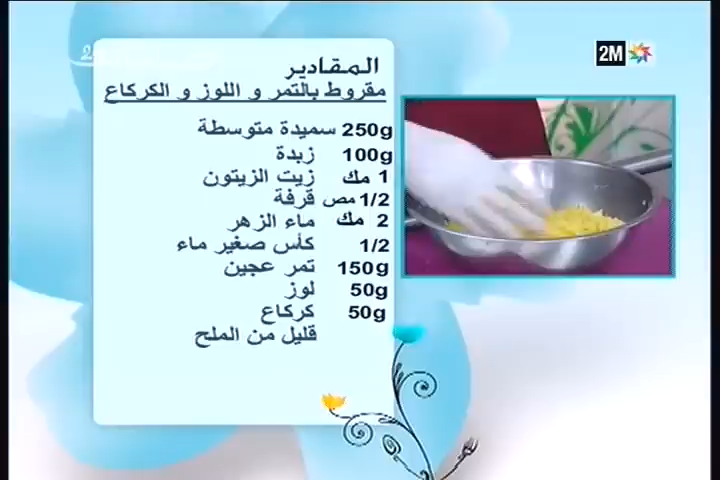 2M
المقادير
مقروط بالتمر و اللوز و الكركاع
250g سميدة متوسطة
100g زبدة
1 مك زيت الزيتون
1/2 مص قرفة
2 مك ماء الزهر
1/2 كأس صغير ماء
150g تمر عجين
50g لوز
50g كركاع
قليل من الملح